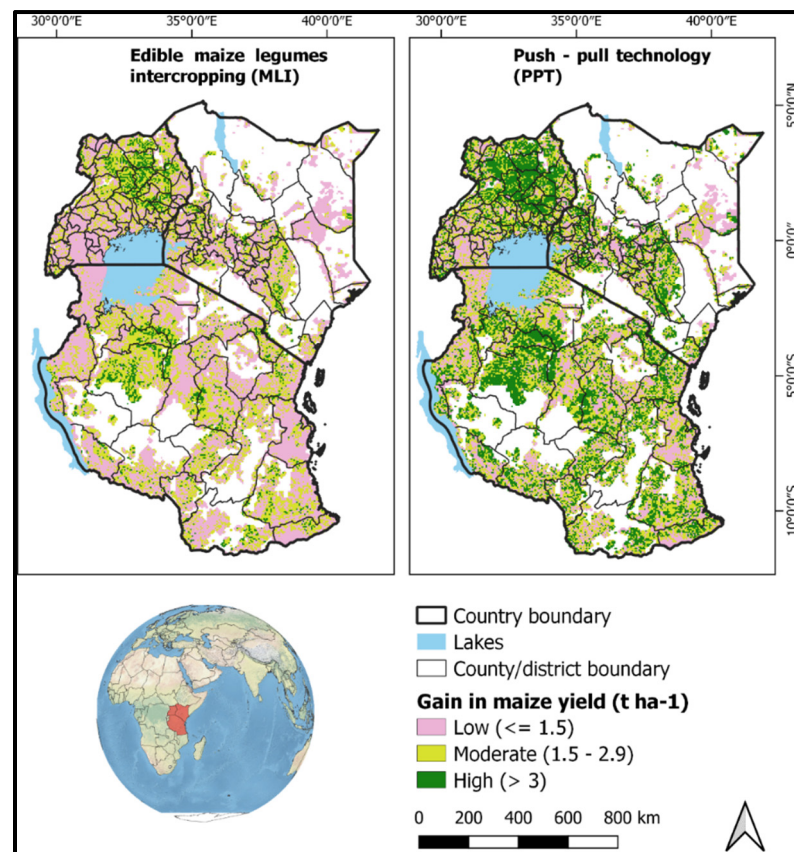 30°0'0"E 35°0'0"E 40°0'0"E 30°0'0"E 35°0'0"E 40°0'0"E
Edible maize legumes
intercropping (MLI)
Push - pull technology
(PPT)
5°0'0"N
0°0'0"
5°0'0"S
10°0'0"S
Country boundary
Lakes
County/district boundary
Gain in maize yield (t ha-1)
Low (<= 1.5)
Moderate (1.5 - 2.9)
High (> 3)
0 200 400 600 800 km